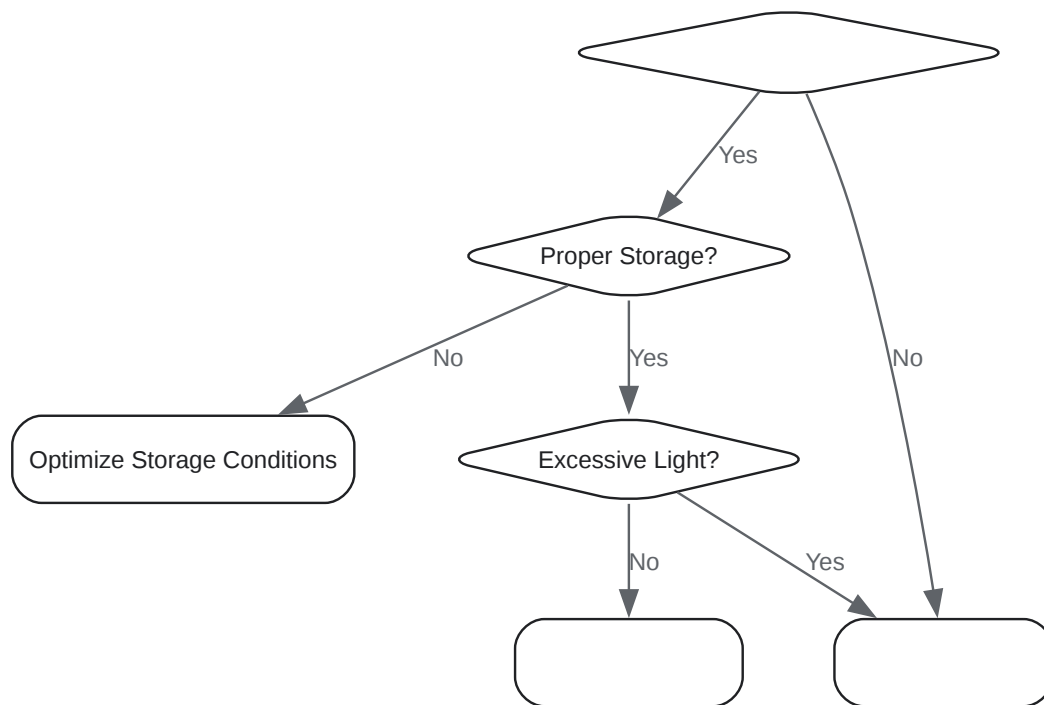 Yes
Proper Storage?
No
Yes
No
Optimize Storage Conditions
Excessive Light?
No
Yes